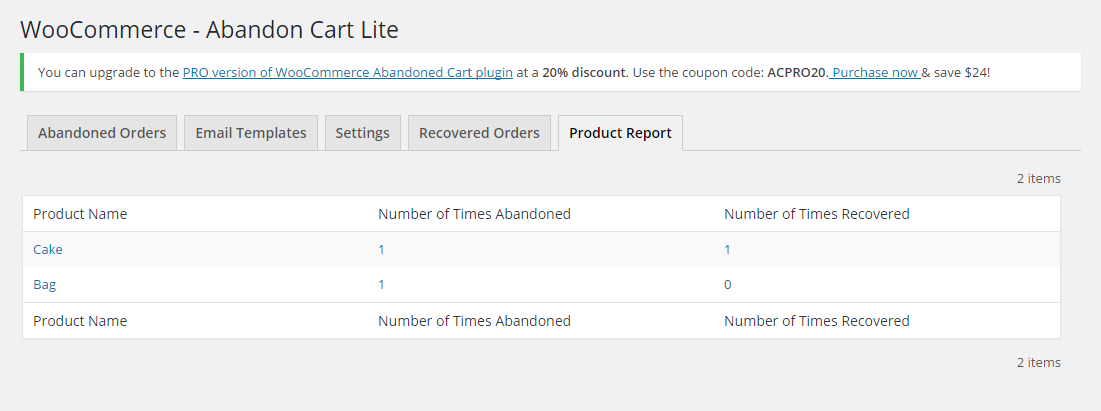 WooCommerce - Abandon Cart Lite
You can upgrade to the PRO version of WooCommerce Abandoned Cart plugin at a 20% discount. Use the coupon code: ACPRO20. Purchase now & save $24!
Abandoned Orders Email Templates Settings Recovered Orders Product Report
2 items
Product Name Number of Times Abandoned Number of Times Recovered
Cake 1 1
Bag 1 0
Product Name Number of Times Abandoned Number of Times Recovered
2 items